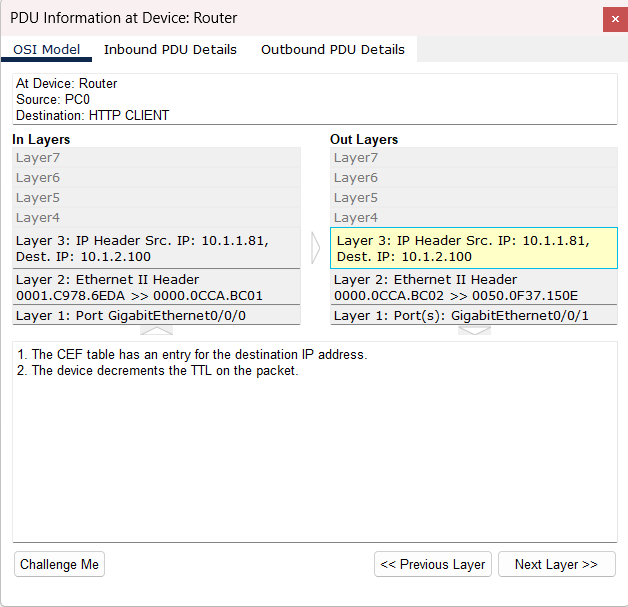 PDU Information at Device: Router
OSI Model Inbound PDU Details Outbound PDU Details
At Device: Router
Source: PC0
Destination: HTTP CLIENT
In Layers
Layer7
Layer6
Layer5
Layer4
Layer 3: IP Header Src. IP: 10.1.1.81,
Dest. IP: 10.1.2.100
Layer 2: Ethernet II Header
0001.C978.6EDA >> 0000.0CCA.BC01
Layer 1: Port GigabitEthernet0/0/0
Out Layers
Layer7
Layer6
Layer5
Layer4
Layer 3: IP Header Src. IP: 10.1.1.81,
Dest. IP: 10.1.2.100
Layer 2: Ethernet II Header
0000.0CCA.BC02 >> 0050.0F37.150E
Layer 1: Port(s): GigabitEthernet0/0/1
1. The CEF table has an entry for the destination IP address.
2. The device decrements the TTL on the packet.
Challenge Me << Previous Layer Next Layer >>